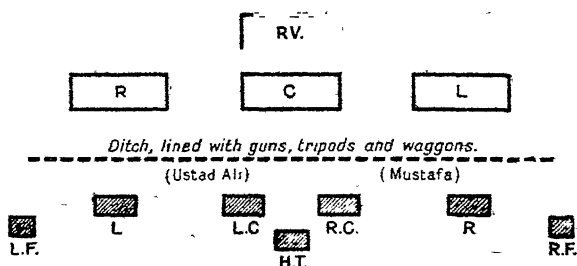 RV.
R C L
Ditch, lined with guns, tripods and waggons.
(Ustad Ali) (Mustafa)
L L.C R.C. R
L.F. R.F.
H.T.